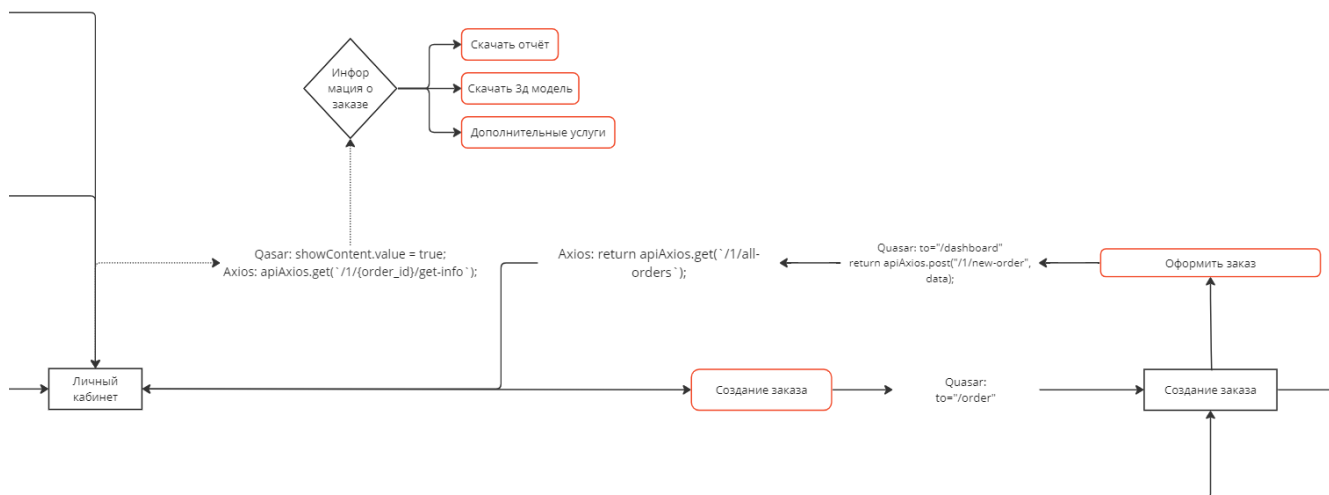 Скачать отчёт
Инфор
мация о
заказе
Скачать 3д модель
Дополнительные услуги
Qasar: showContent.value = true;
Axios: apiAxios.get(`/1/{order_id}/get-info`);
Axios: return apiAxios.get(`/1/all-
orders`);
Quasar: to="/dashboard"
return apiAxios.post("/1/new-order",
data);
Оформить заказ
Личный
кабинет
Создание заказа
Quasar:
to="/order"
Создание заказа